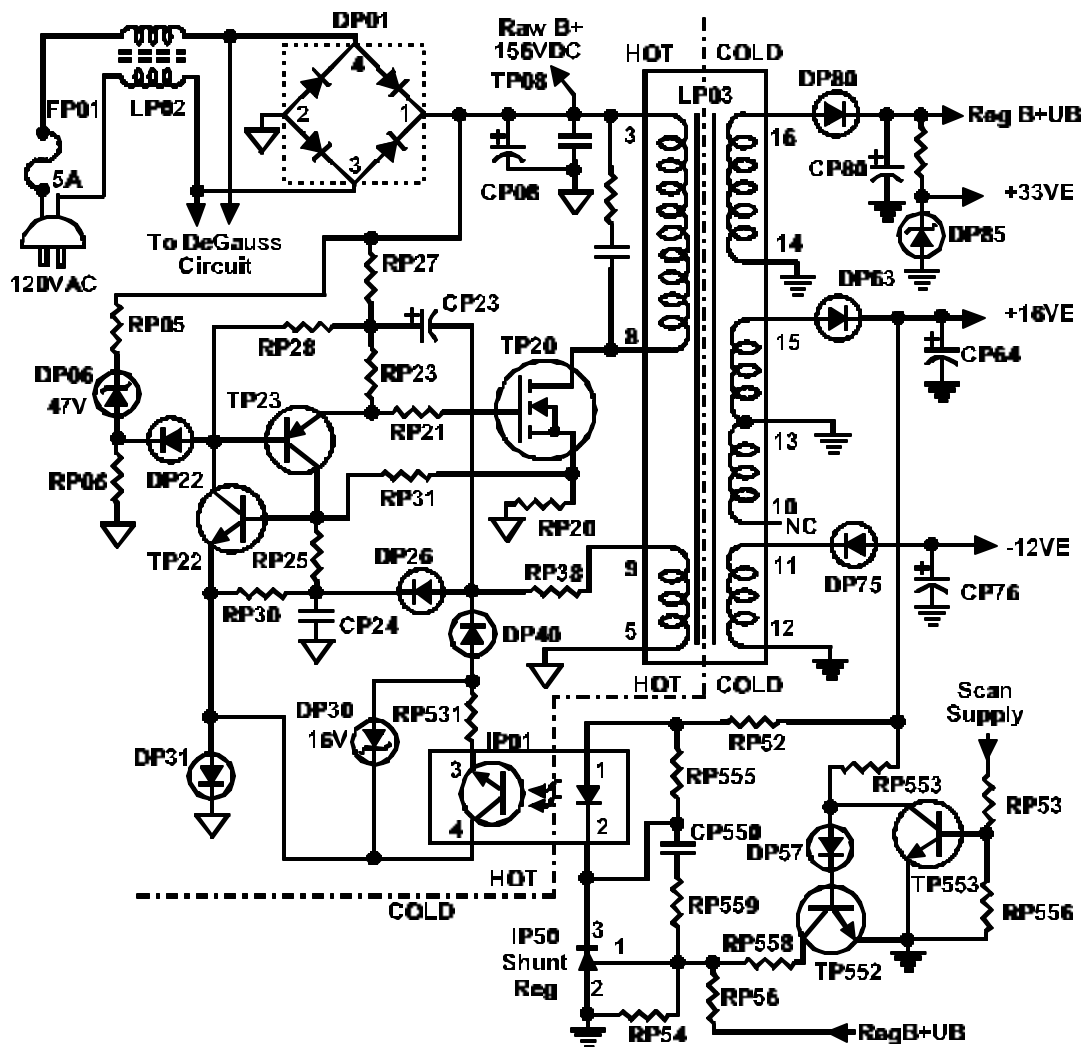 DP01
Raw B+
156VDC
TP08
HOT
COLD
FP01
LP02
4
2
1
3
5A
120VAC
To DeGauss
Circuit
CP06
3
8
LP03
16
14
DP80
Reg B+UB
CP80
+33VE
DP85
RP27
CP23
RP05
RP28
RP23
TP20
DP06
47V
TP23
RP21
DP22
RP31
RP20
RP06
TP22
RP25
DP26
RP38
9
5
RP30
CP24
DP40
DP63
+16VE
15
CP64
13
10
NC
11
DP75
-12VE
CP76
12
HOT
COLD
DP30
16V
RP531
IP01
3
4
1
2
DP31
HOT
COLD
RP52
RP555
CP550
RP559
Scan
Supply
RP553
RP53
DP57
TP553
RP556
TP552
RP558
IP50
Shunt
Reg
3
1
2
RP54
RP56
RegB+UB